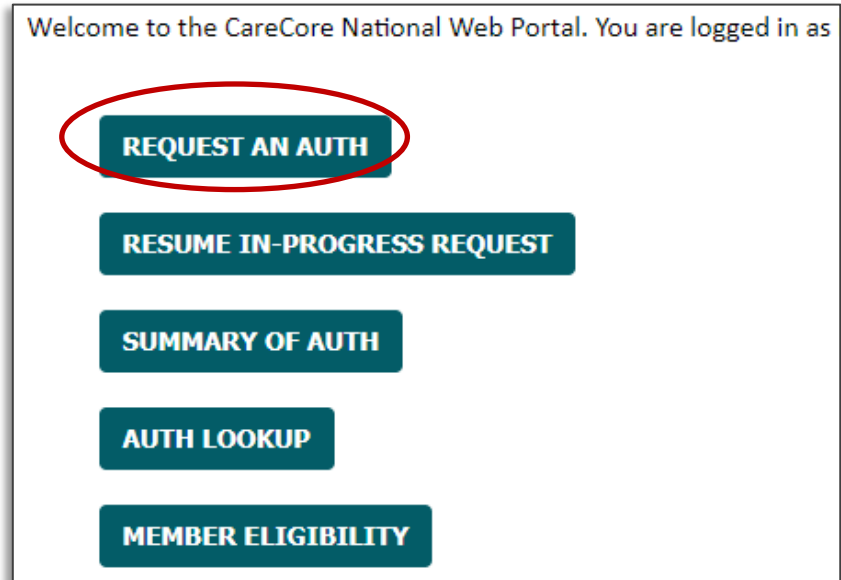 Welcome to the CareCore National Web Portal. You are logged in as
REQUEST AN AUTH
RESUME IN-PROGRESS REQUEST
SUMMARY OF AUTH
AUTH LOOKUP
MEMBER ELIGIBILITY